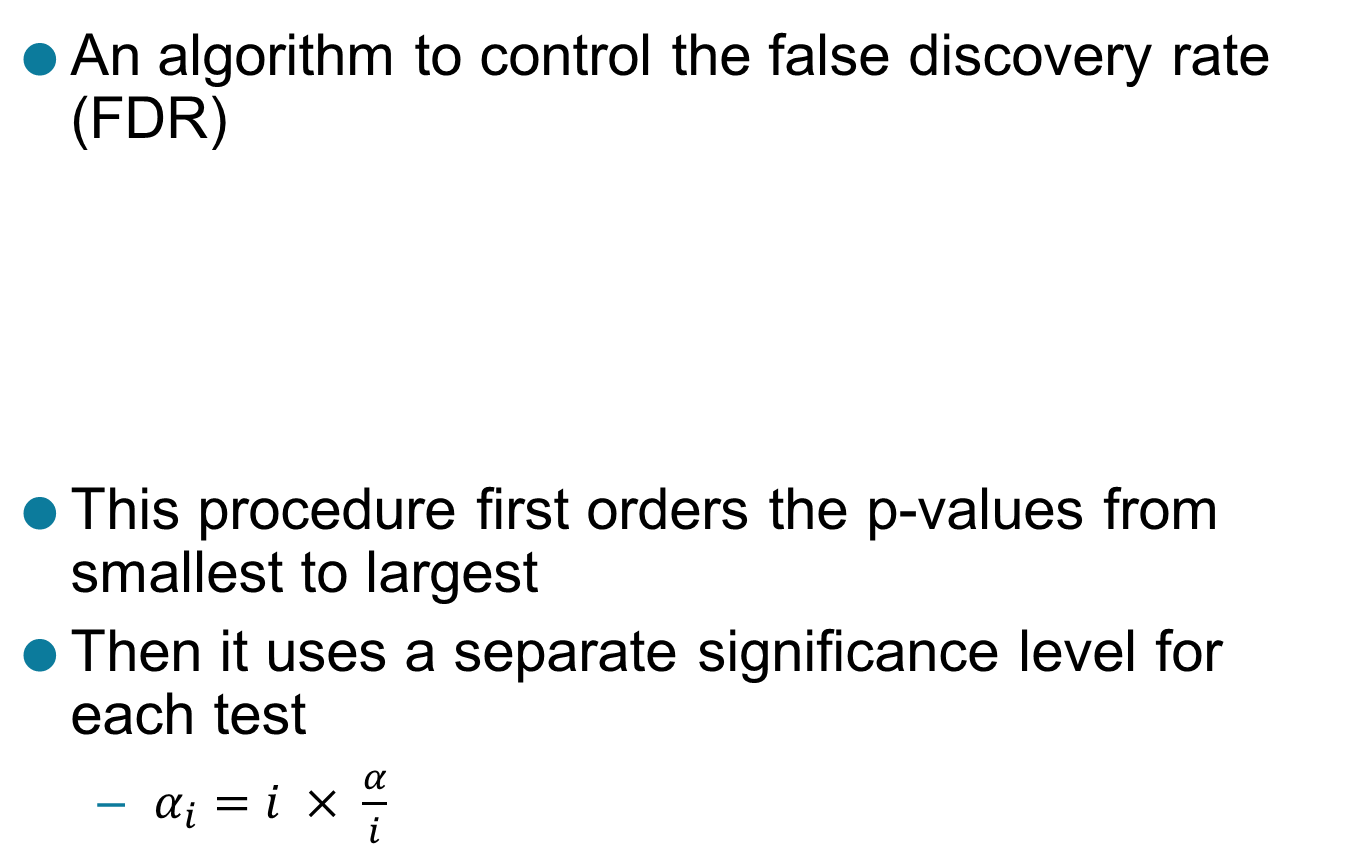 ● An algorithm to control the false discovery rate
(FDR)
● This procedure first orders the p-values from
smallest to largest
● Then it uses a separate significance level for
each test
– αᵢ = i × α/i